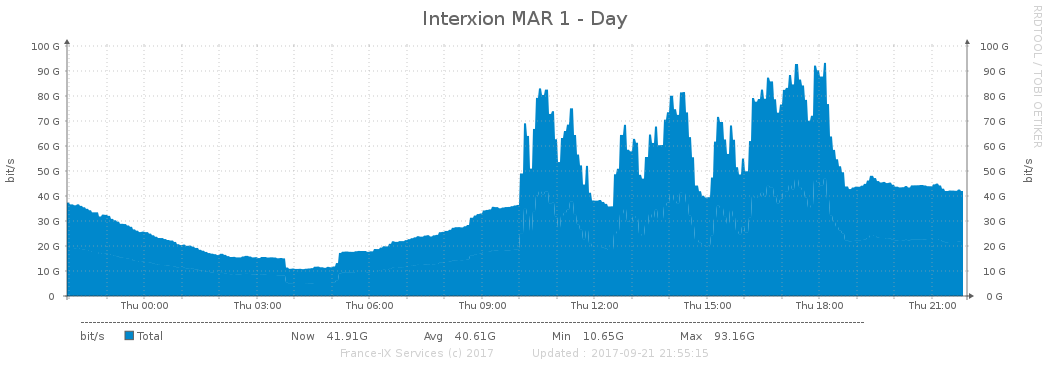 Interxion MAR 1 - Day
RRDTOOL / TOBI OETIKER
bit/s
100 G 100 G
90 G 90 G
80 G 80 G
70 G 70 G
60 G 60 G
50 G 50 G
40 G 40 G
30 G 30 G
20 G 20 G
10 G 10 G
0 0 G
bit/s
Thu 00:00 Thu 03:00 Thu 06:00 Thu 09:00 Thu 12:00 Thu 15:00 Thu 18:00 Thu 21:00
bit/s Total Now 41.91G Avg 40.61G Min 10.65G Max 93.16G
France-IX Services (c) 2017 Updated : 2017-09-21 21:55:15